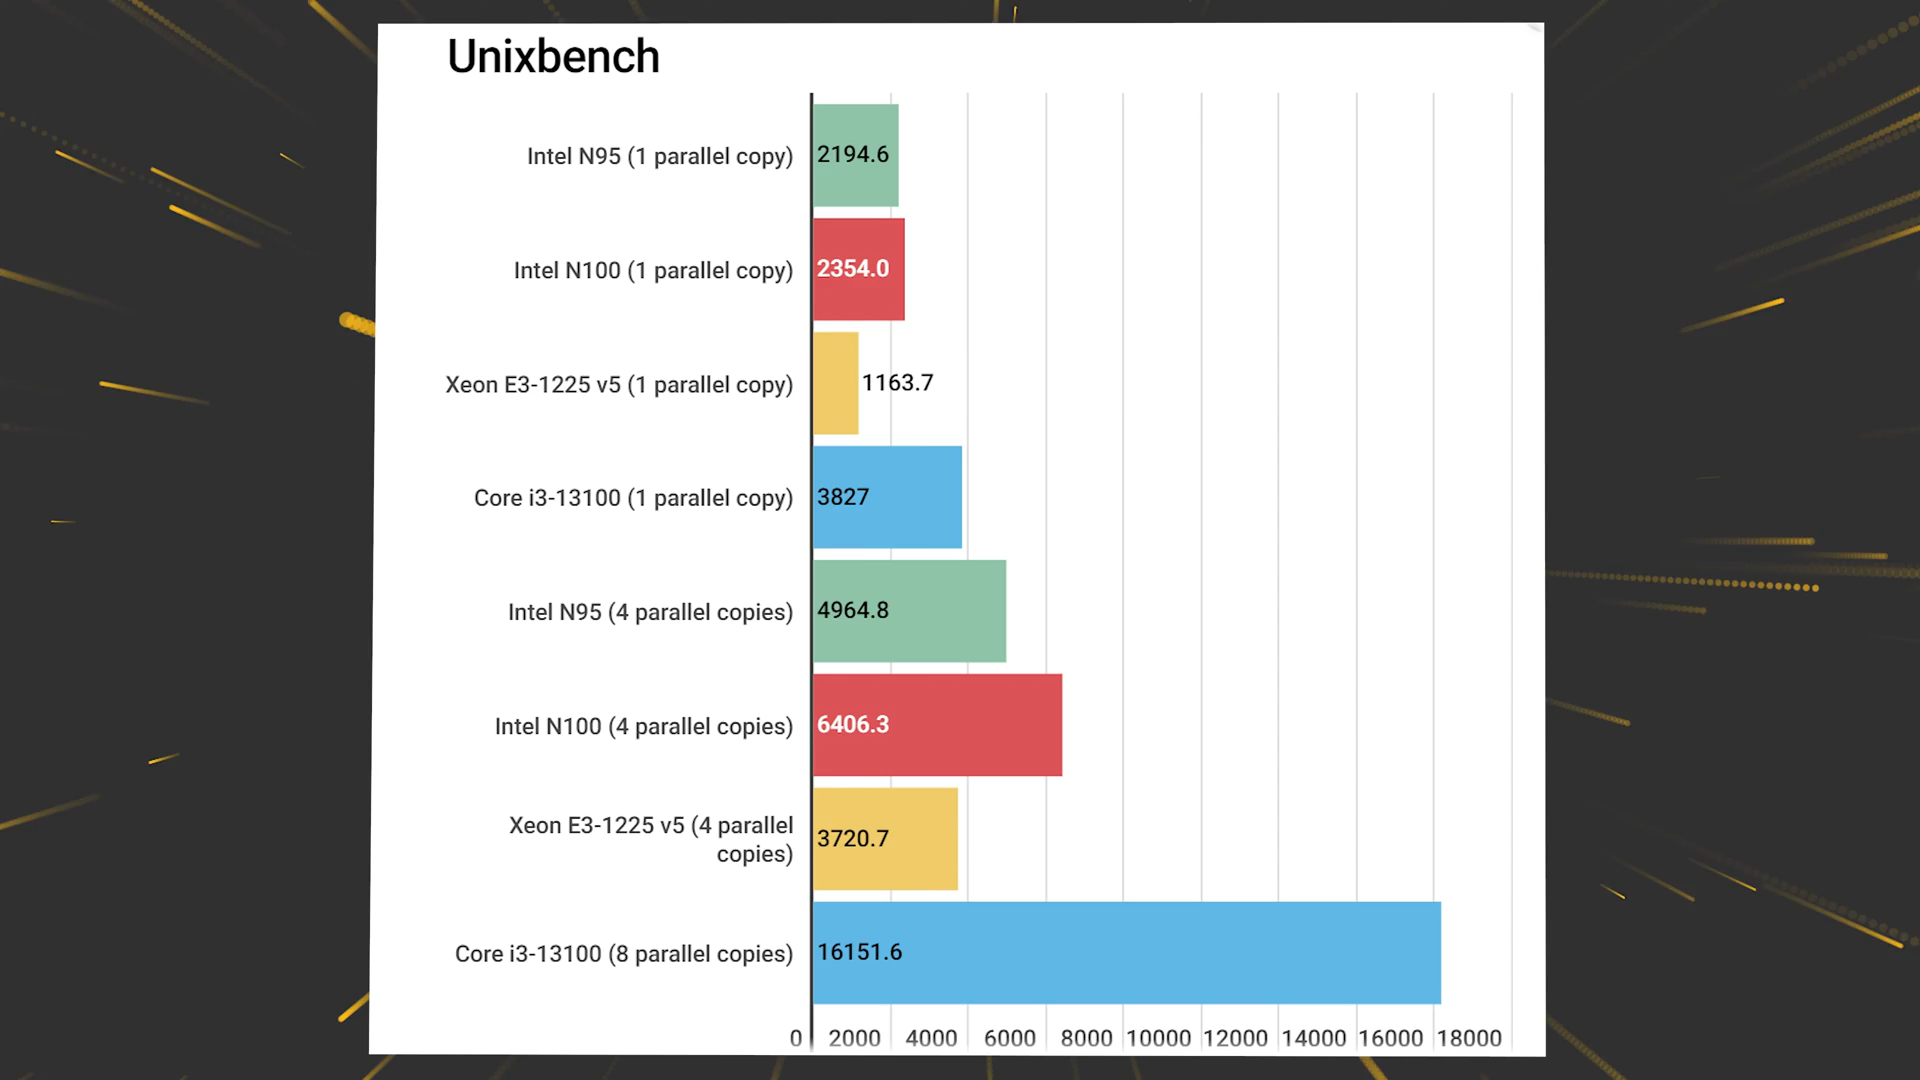 Unixbench
Intel N95 (1 parallel copy)
2194.6
Intel N100 (1 parallel copy)
2354.0
Xeon E3-1225 v5 (1 parallel copy)
1163.7
Core i3-13100 (1 parallel copy)
3827
Intel N95 (4 parallel copies)
4964.8
Intel N100 (4 parallel copies)
6406.3
Xeon E3-1225 v5 (4 parallel
copies)
3720.7
Core i3-13100 (8 parallel copies)
16151.6
0 2000 4000 6000 8000 10000 12000 14000 16000 18000